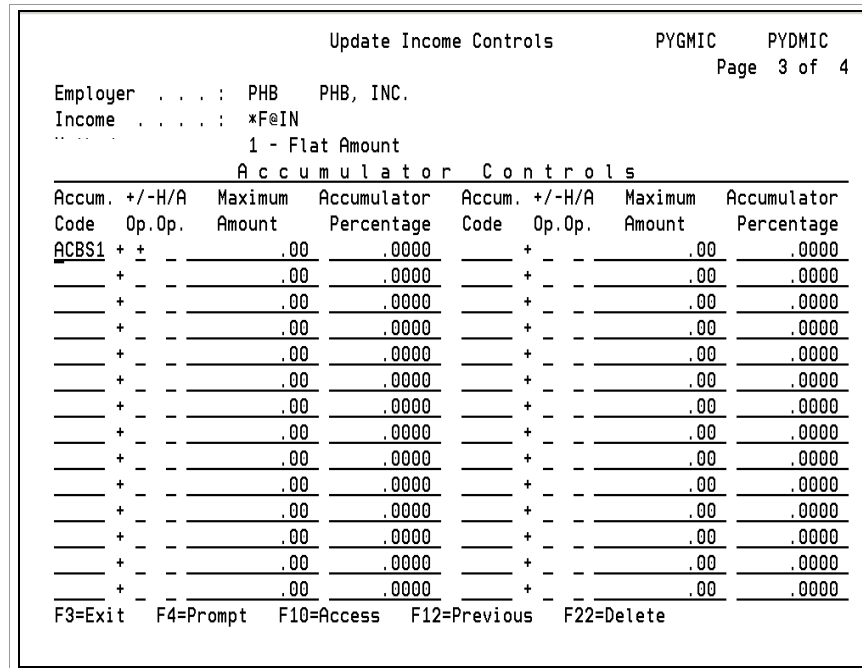 Update Income Controls PYGMIC PYDMIC
Page 3 of 4
Employer . . . : PHB PHB, INC.
Income . . . . : *F@IN
1 - Flat Amount
A c c u m u l a t o r C o n t r o l s
Accum. +/-H/A Maximum Accumulator Accum. +/-H/A Maximum Accumulator
Code Op.Op. Amount Percentage Code Op.Op. Amount Percentage
ACBS1 + + _ .00 .0000 + _ _ .00 .0000
+ _ _ .00 .0000 + _ _ .00 .0000
+ _ _ .00 .0000 + _ _ .00 .0000
+ _ _ .00 .0000 + _ _ .00 .0000
+ _ _ .00 .0000 + _ _ .00 .0000
+ _ _ .00 .0000 + _ _ .00 .0000
+ _ _ .00 .0000 + _ _ .00 .0000
+ _ _ .00 .0000 + _ _ .00 .0000
+ _ _ .00 .0000 + _ _ .00 .0000
+ _ _ .00 .0000 + _ _ .00 .0000
+ _ _ .00 .0000 + _ _ .00 .0000
+ _ _ .00 .0000 + _ _ .00 .0000
+ _ _ .00 .0000 + _ _ .00 .0000
+ _ _ .00 .0000 + _ _ .00 .0000
F3=Exit F4=Prompt F10=Access F12=Previous F22=Delete